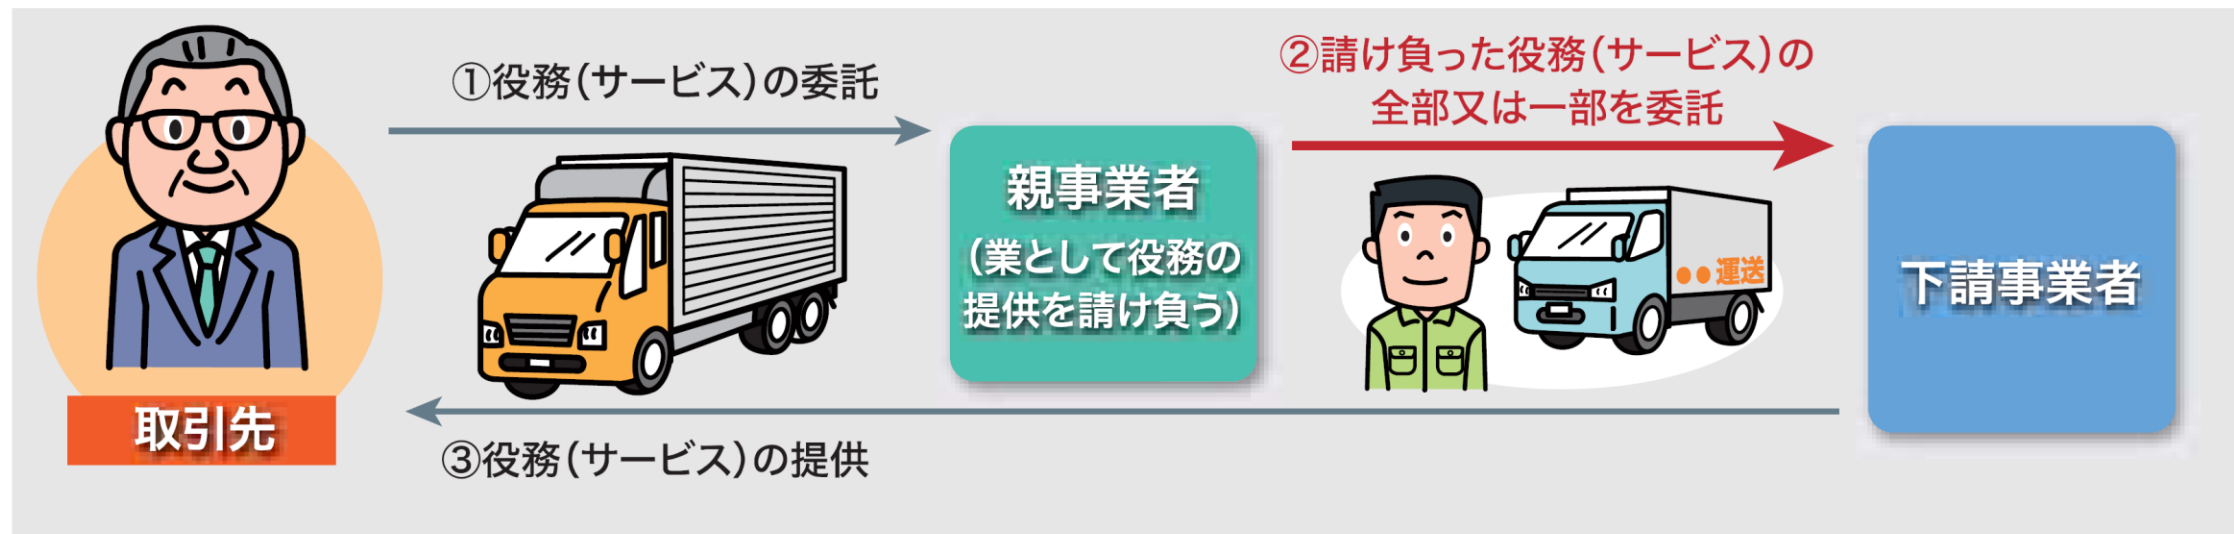 ①役務(サービス)の委託
②請け負った役務(サービス)の
全部又は一部を委託
親事業者
(業として役務の
提供を請け負う)
●●運送
下請事業者
取引先
③役務(サービス)の提供